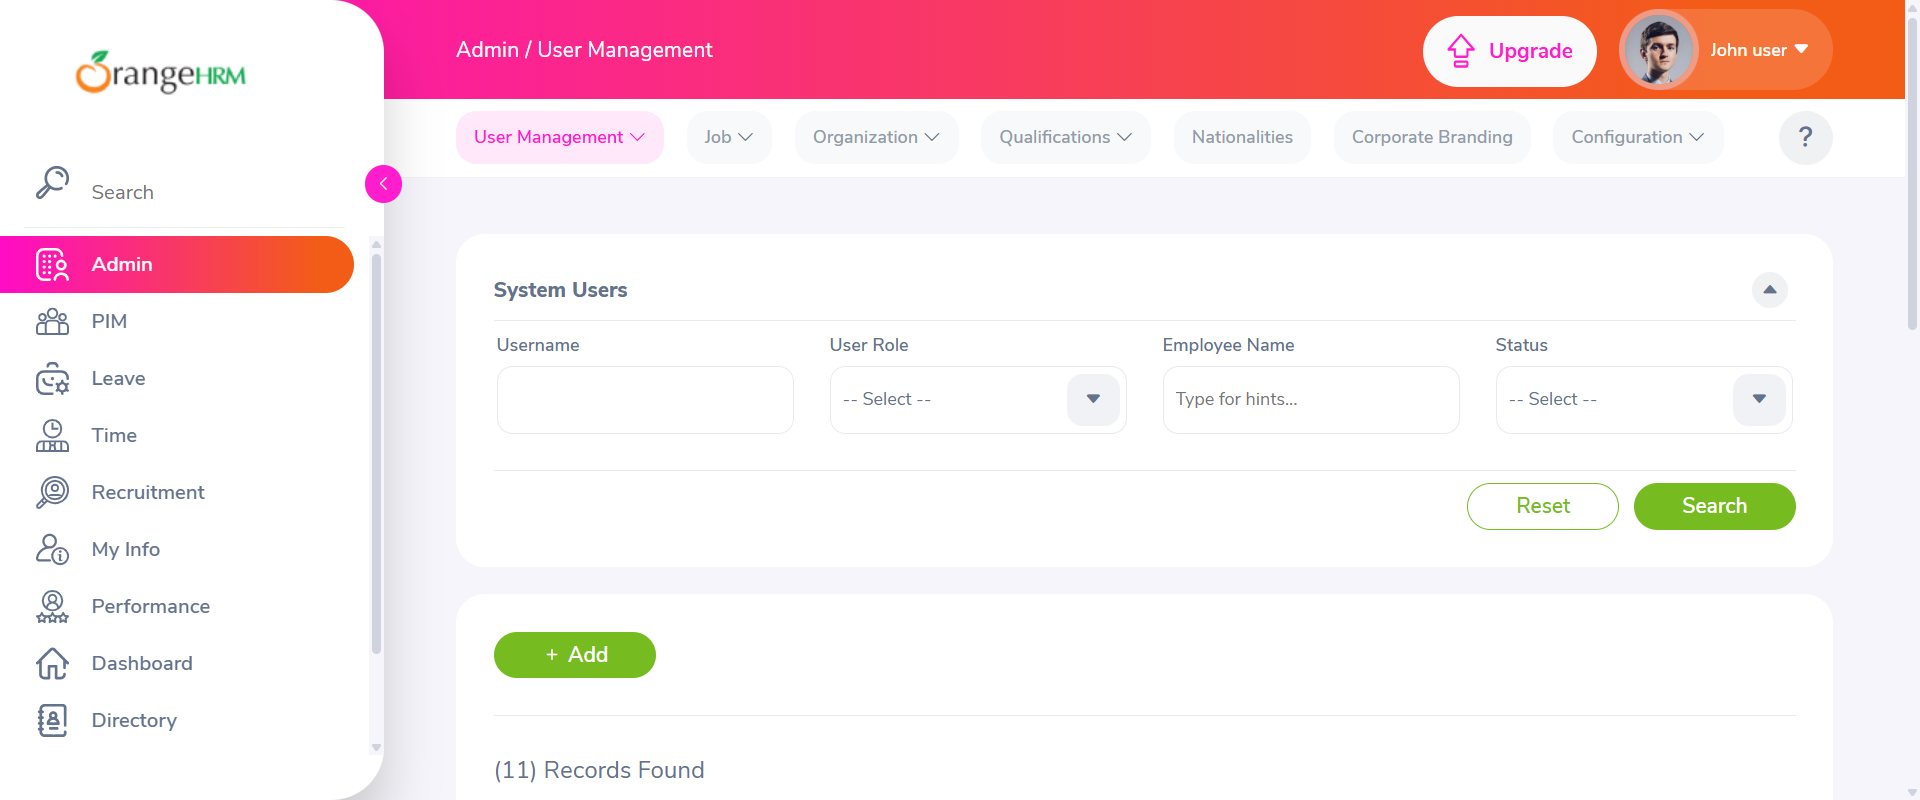 OrangeHRM
Search
Admin
PIM
Leave
Time
Recruitment
My Info
Performance
Dashboard
Directory
Admin / User Management
Upgrade
John user
User Management
Job
Organization
Qualifications
Nationalities
Corporate Branding
Configuration
?
System Users
Username
User Role
Employee Name
Status
-- Select --
Type for hints...
-- Select --
Reset
Search
+ Add
(11) Records Found